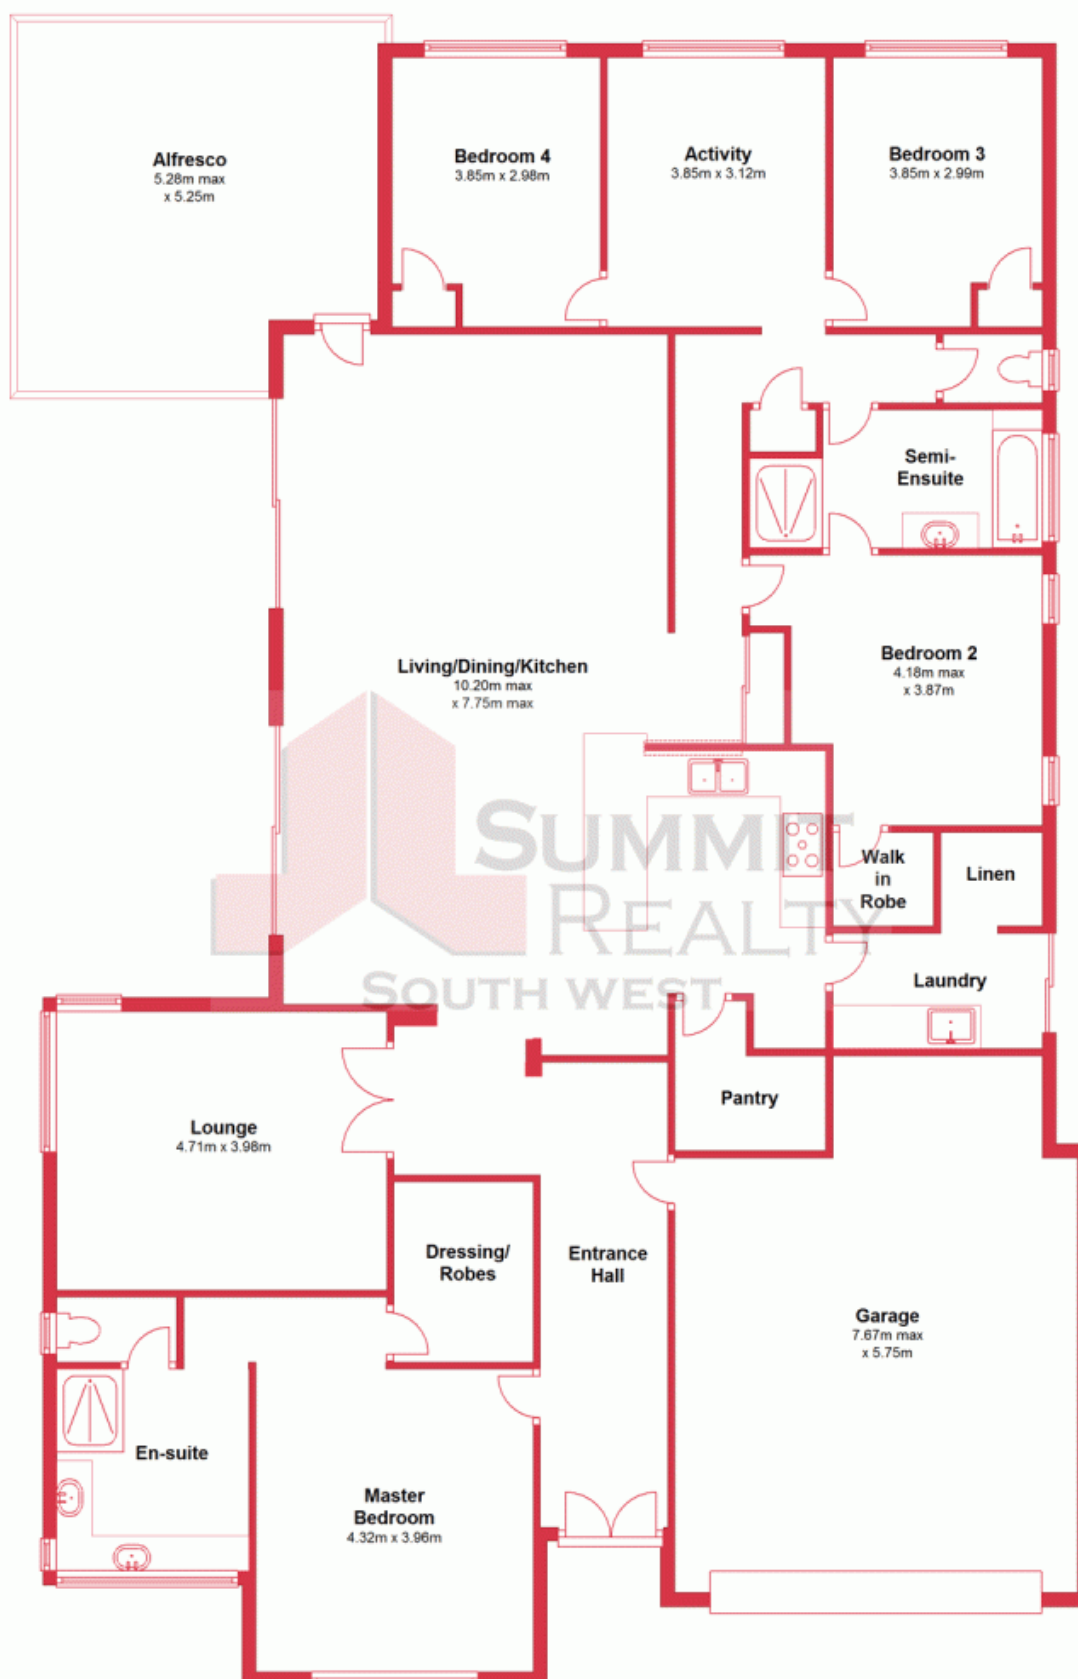 Alfresco
5.28m max
x 5.25m
Bedroom 4
3.85m x 2.98m
Activity
3.85m x 3.12m
Bedroom 3
3.85m x 2.99m
Semi-
Ensuite
Living/Dining/Kitchen
10.20m max
x 7.75m max
Bedroom 2
4.18m max
x 3.87m
SUMMIT
REALTY
SOUTH WEST
Walk
in
Robe
Linen
Laundry
Pantry
Lounge
4.71m x 3.98m
Dressing/
Robes
Entrance
Hall
Garage
7.67m max
x 5.75m
En-suite
Master
Bedroom
4.32m x 3.96m